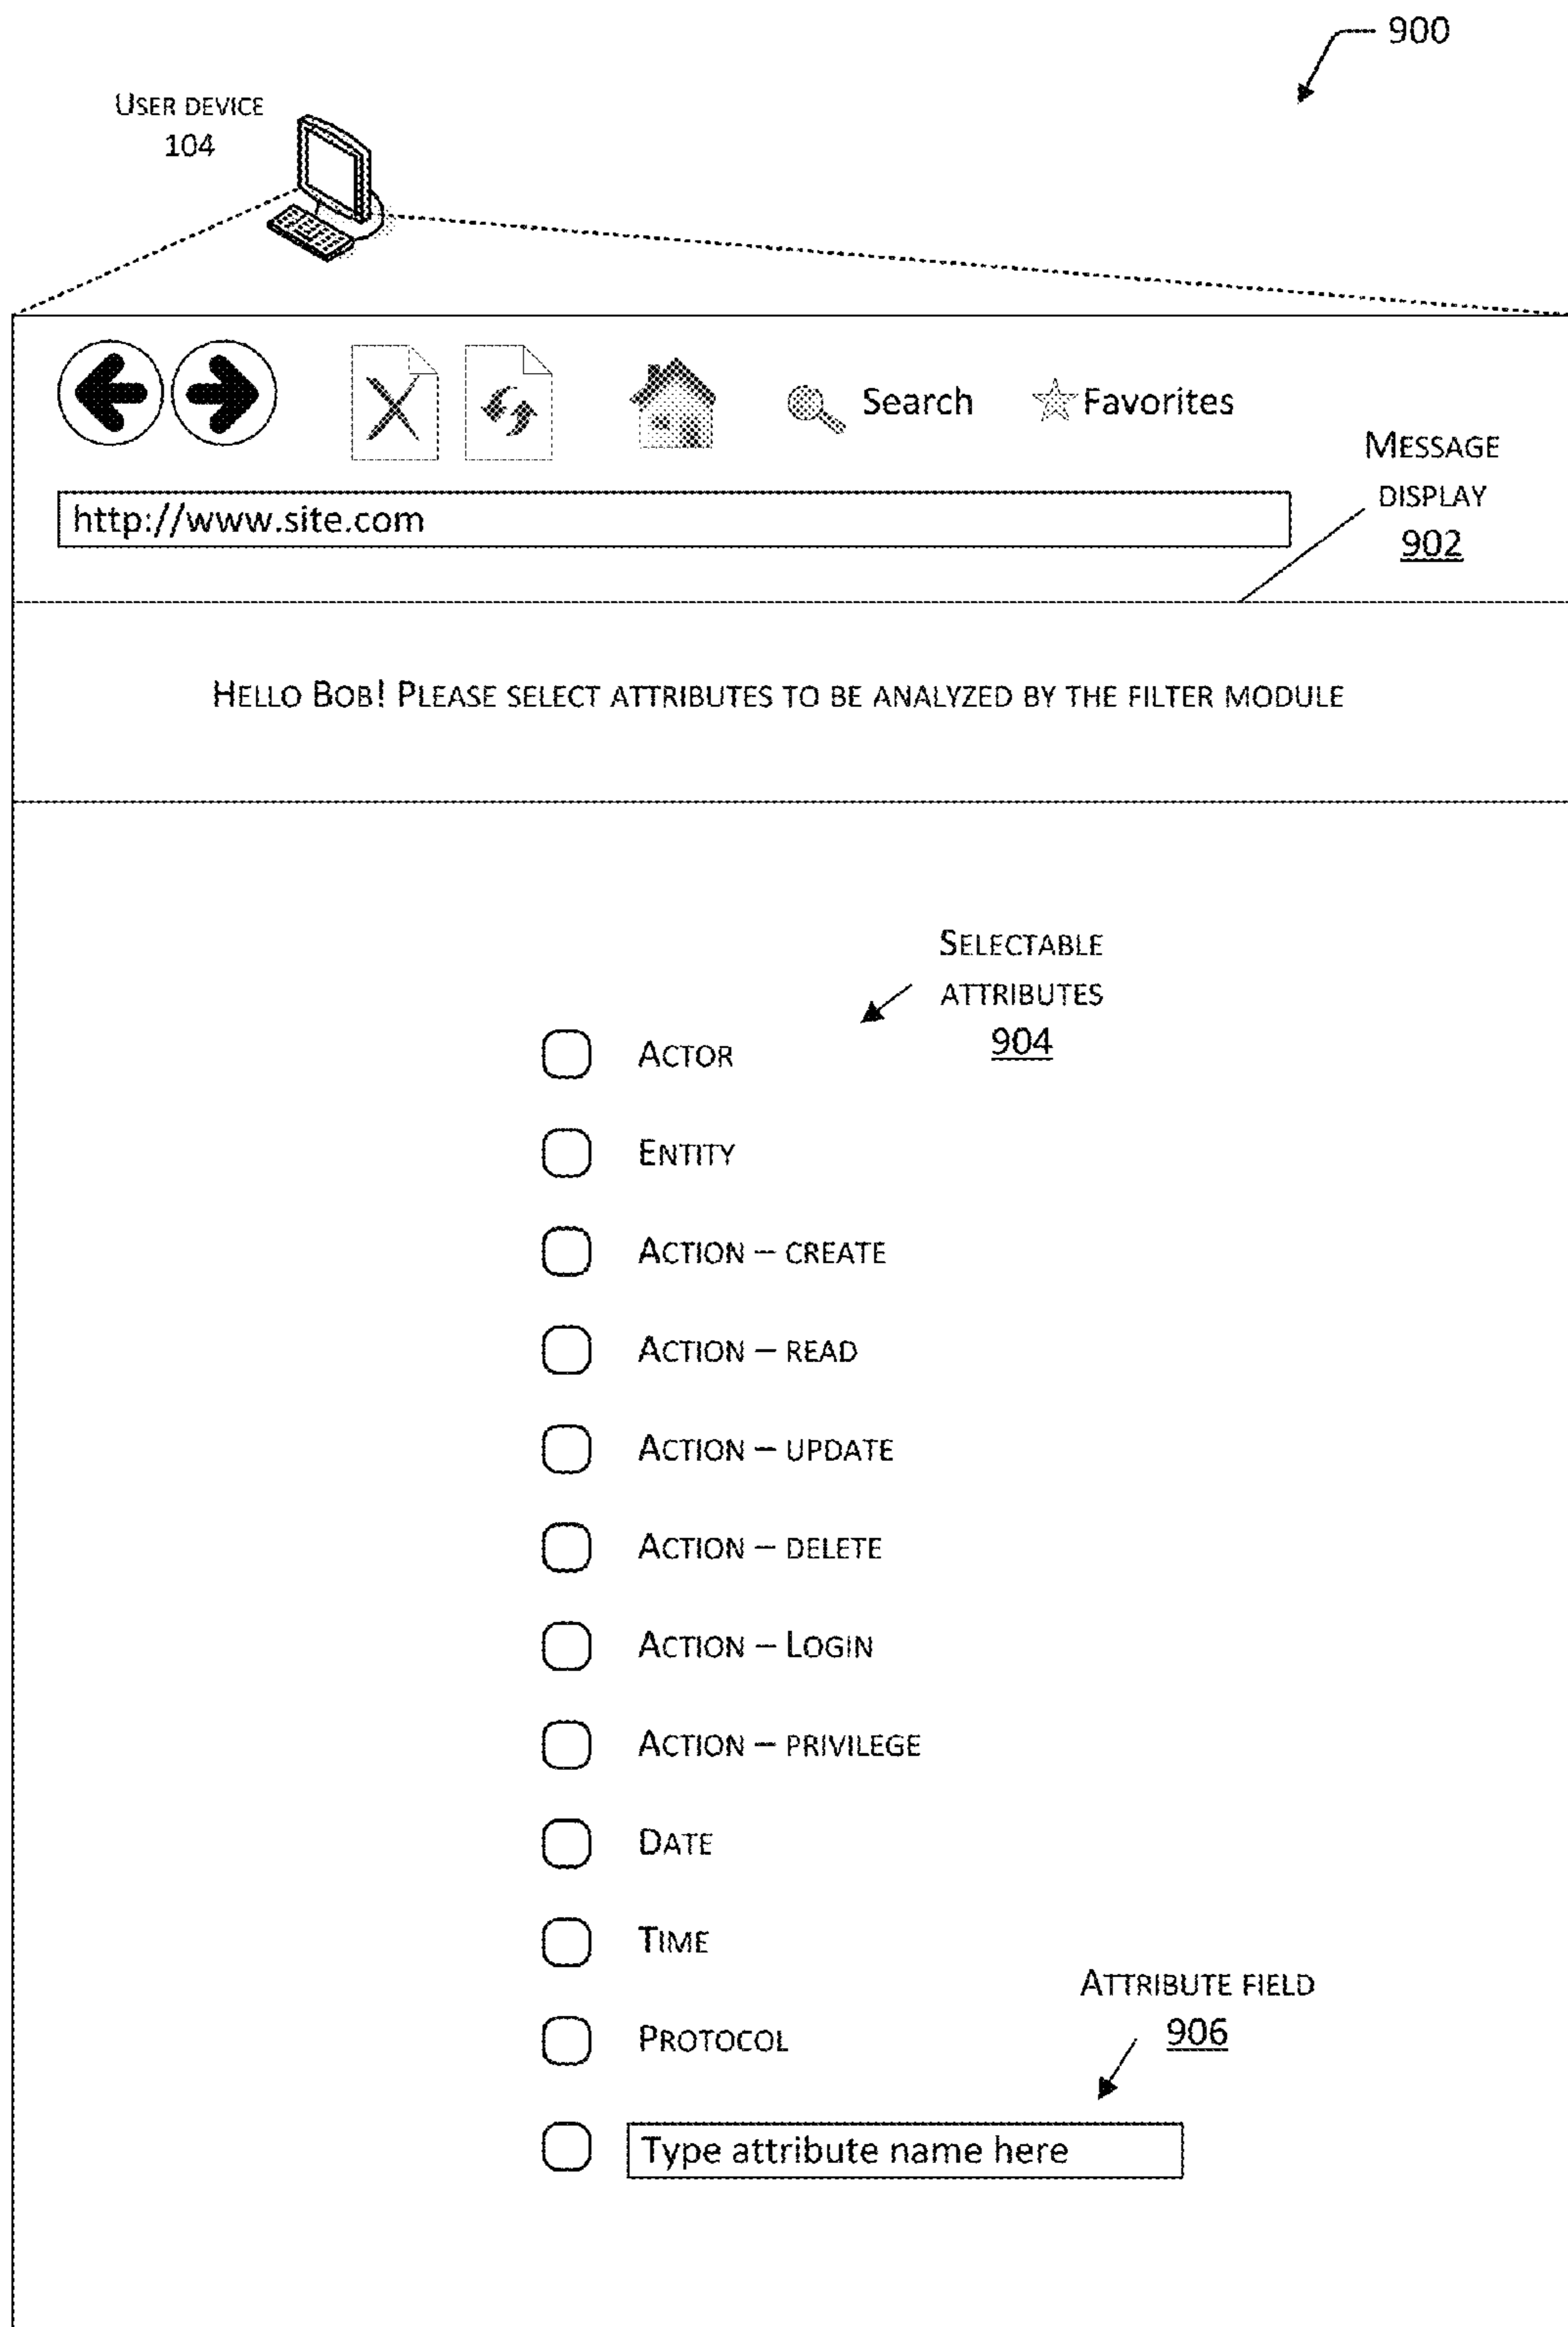 900
USER DEVICE
104
Search
Favorites
MESSAGE
DISPLAY
902
http://www.site.com
HELLO BOB! PLEASE SELECT ATTRIBUTES TO BE ANALYZED BY THE FILTER MODULE
SELECTABLE
ATTRIBUTES
904
ACTOR
ENTITY
ACTION – CREATE
ACTION – READ
ACTION – UPDATE
ACTION – DELETE
ACTION – LOGIN
ACTION – PRIVILEGE
DATE
TIME
ATTRIBUTE FIELD
906
PROTOCOL
Type attribute name here